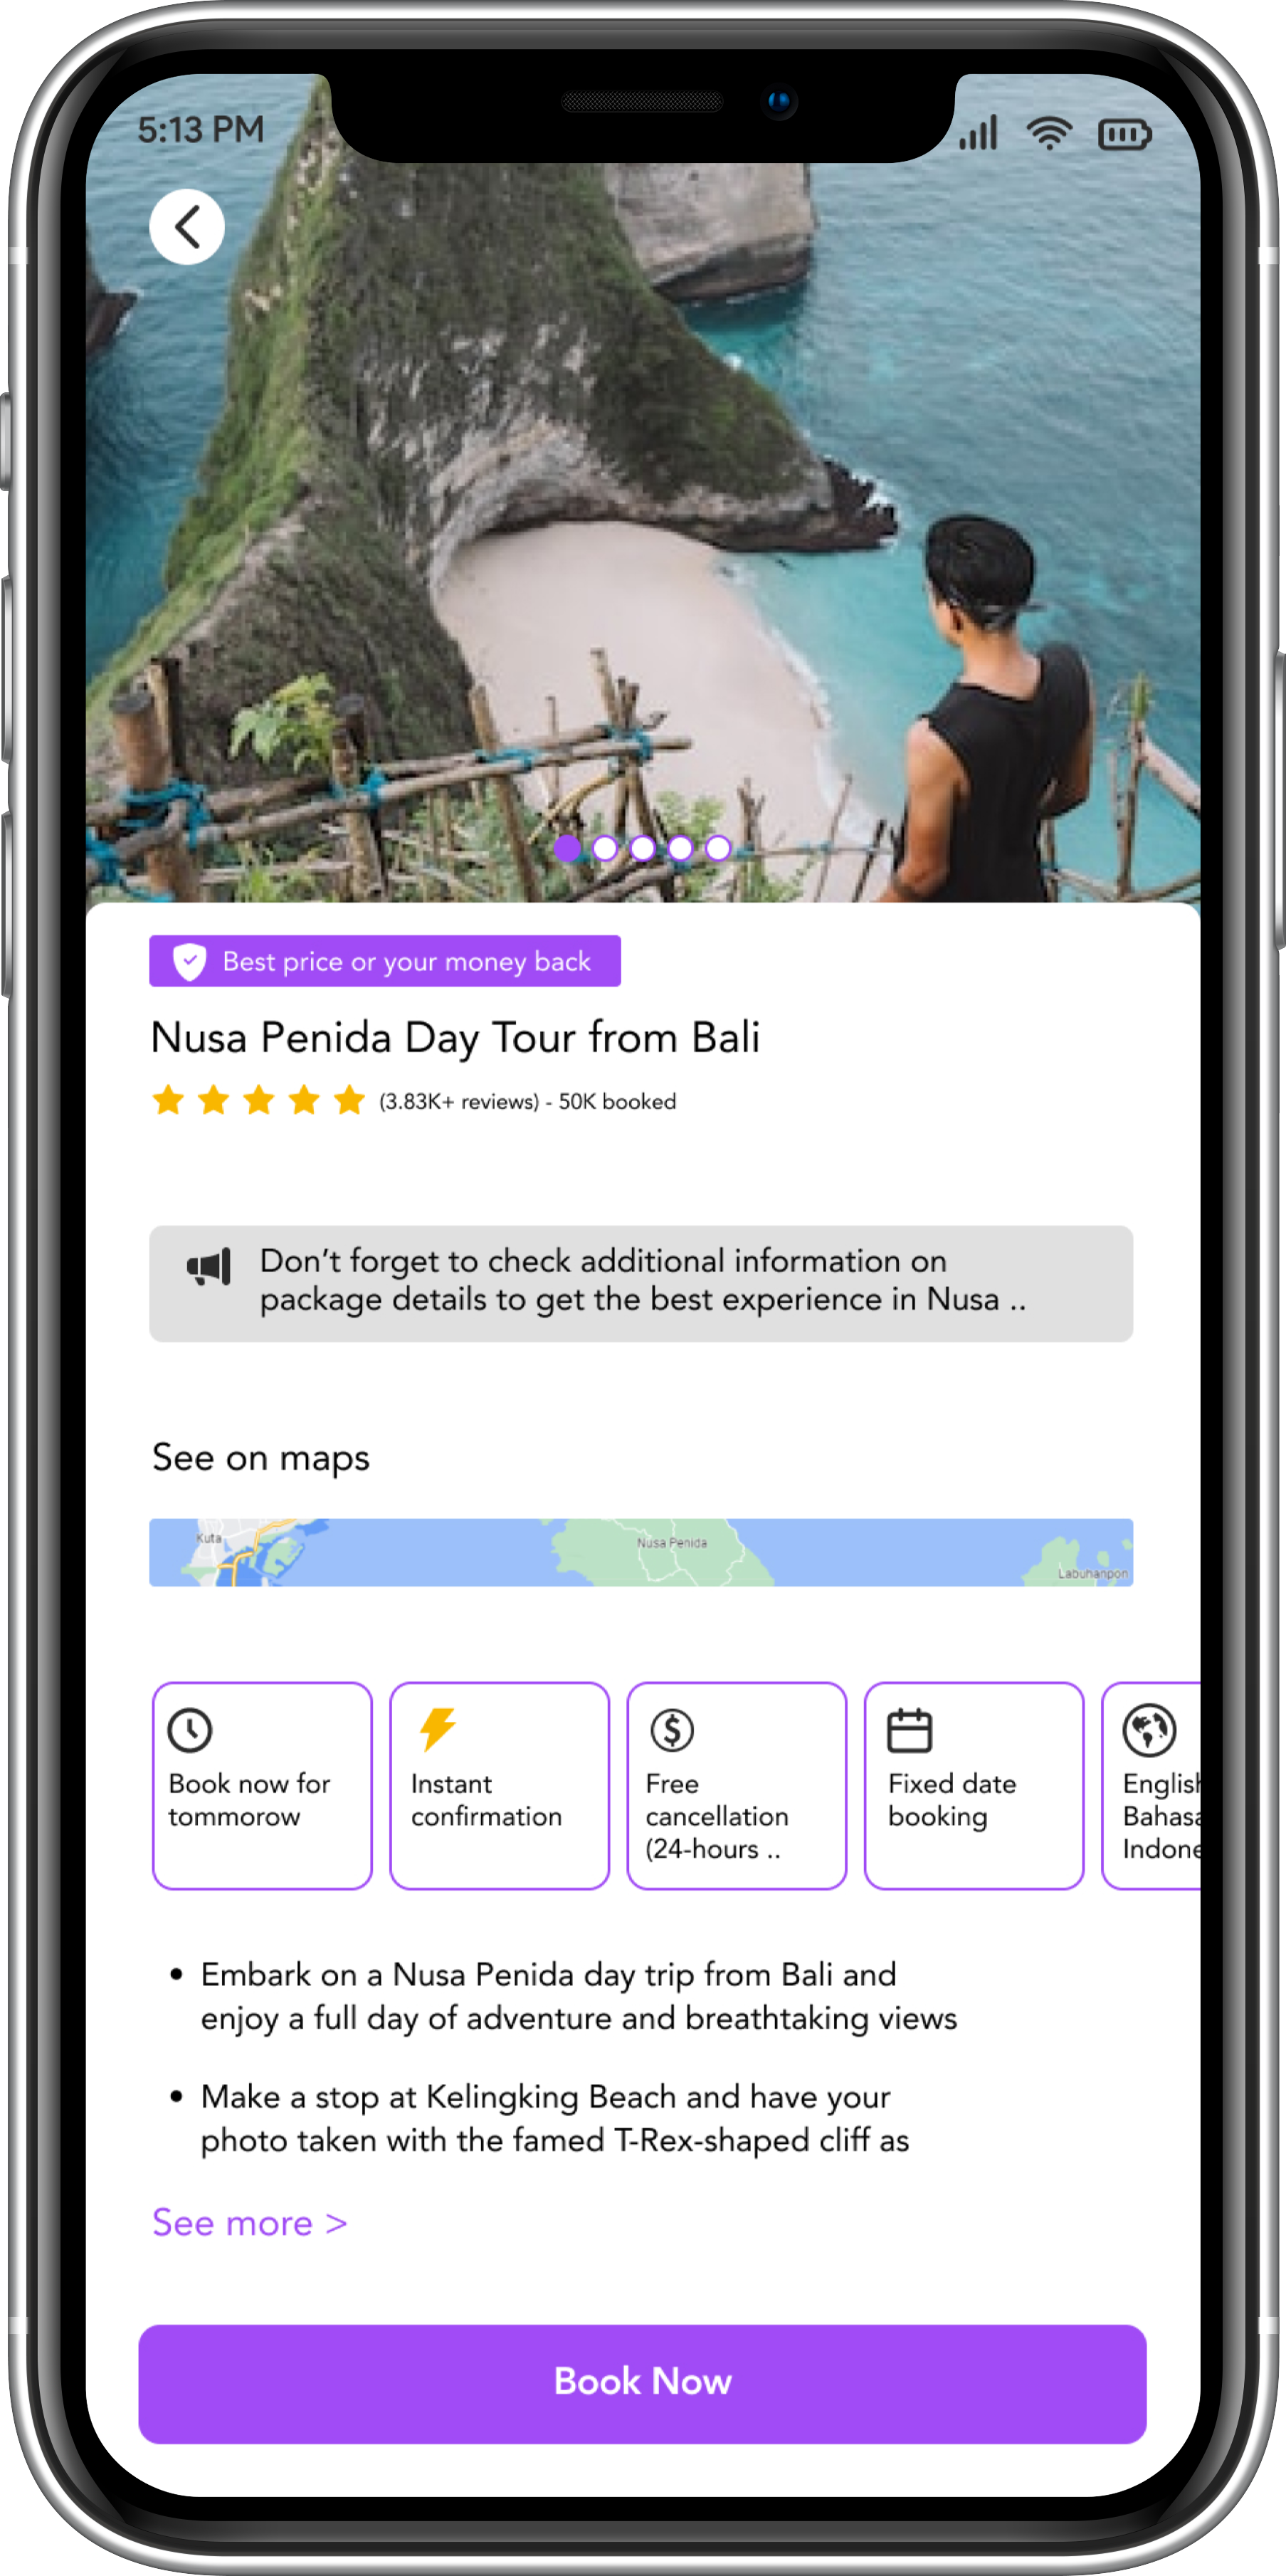 5:13 PM
Best price or your money back
Nusa Penida Day Tour from Bali
(3.83K+ reviews) - 50K booked
Don’t forget to check additional information on
package details to get the best experience in Nusa ..
See on maps
Kuta
Nusa Penida
Labuhanpon
Book now for
tommorow
Instant
confirmation
Free
cancellation
(24-hours ..
Fixed date
booking
English
Bahasa
Indone
• Embark on a Nusa Penida day trip from Bali and
enjoy a full day of adventure and breathtaking views
• Make a stop at Kelingking Beach and have your
photo taken with the famed T-Rex-shaped cliff as
See more >
Book Now